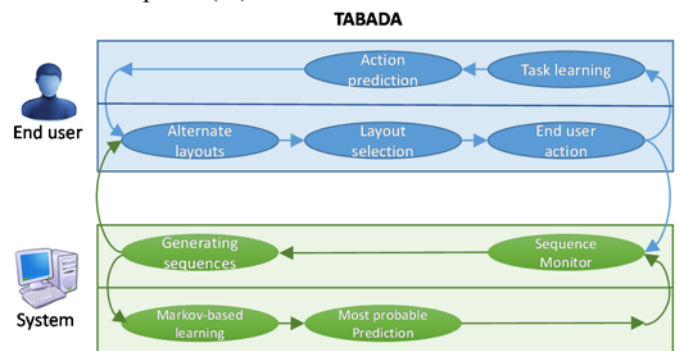 TABADA
Action
prediction
Task learning
End user
Alternate
layouts
Layout
selection
End user
action
Generating
sequences
Sequence
Monitor
System
Markov-based
learning
Most probable
Prediction